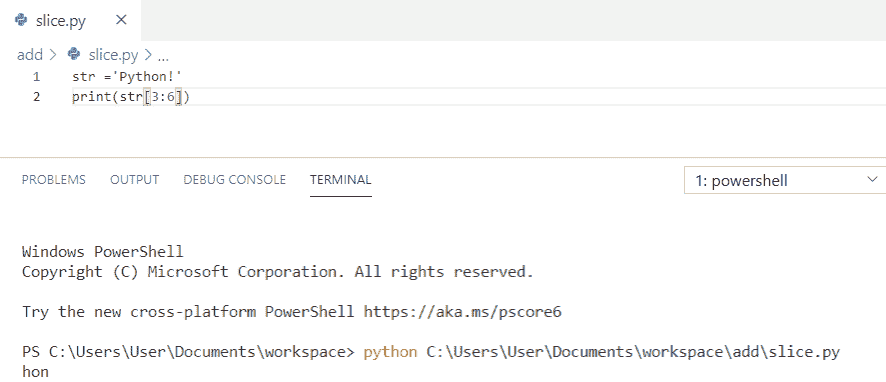 slice.py
add > slice.py > ...
1 str ='Python!'
2 print(str[3:6])
PROBLEMS OUTPUT DEBUG CONSOLE TERMINAL 1: powershell
Windows PowerShell
Copyright (C) Microsoft Corporation. All rights reserved.
Try the new cross-platform PowerShell https://aka.ms/pscore6
PS C:\Users\User\Documents\workspace> python C:\Users\User\Documents\workspace\add\slice.py
hon